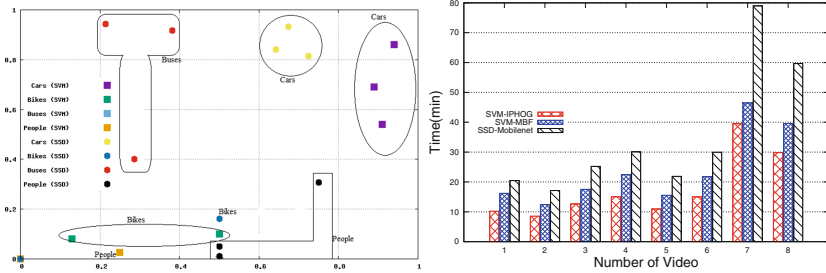 Cars
Cars
Buses
Cars (SVM)
Bikes (SVM)
Buses (SVM)
People (SVM)
Cars (SSD)
Bikes (SSD)
Buses (SSD)
People (SSD)
Bikes
Bikes
People
People
1
0.8
0.6
0.4
0.2
0
0
0.2
0.4
0.6
0.8
1
80
70
60
50
40
30
20
10
0
Time(min)
SVM-IPHOG
SVM-MBF
SSD-Mobilenet
1 2 3 4 5 6 7 8
Number of Video